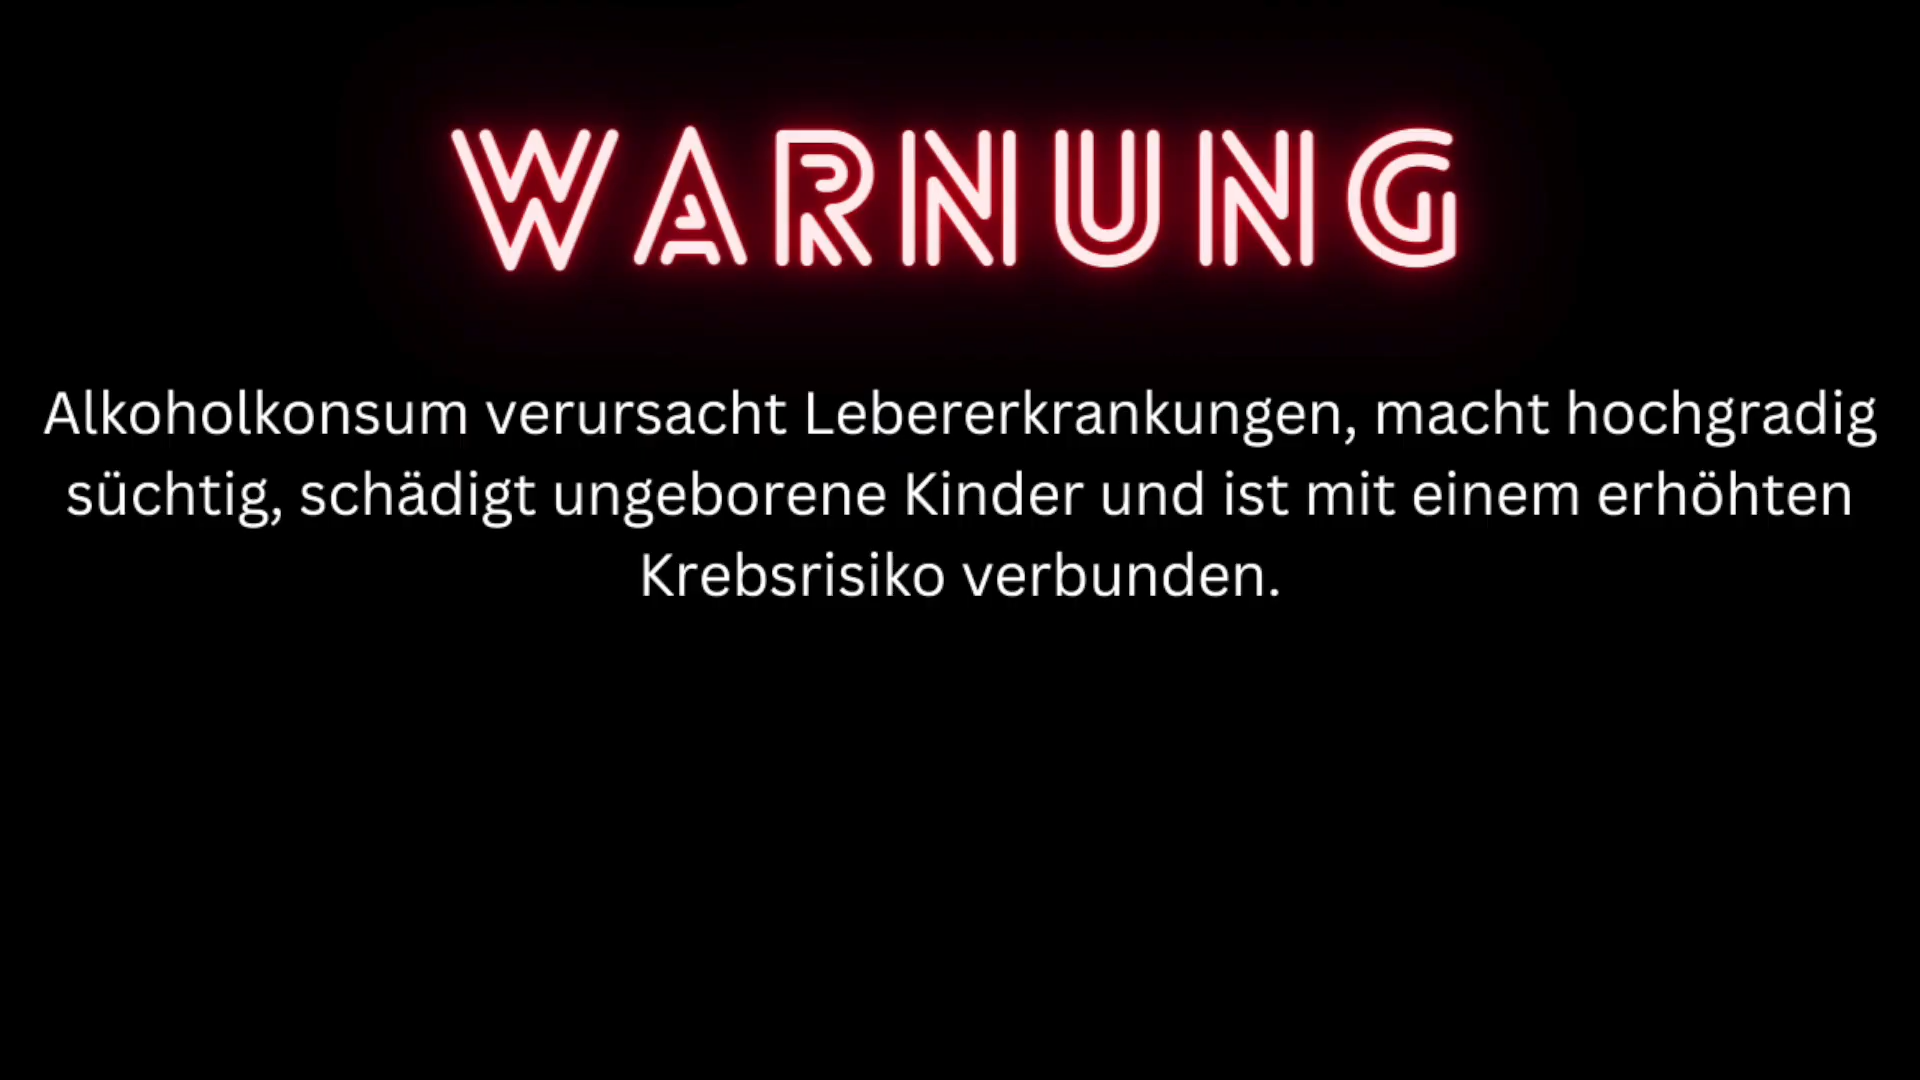 WARNUNG
Alkoholkonsum verursacht Lebererkrankungen, macht hochgradig
süchtig, schädigt ungeborene Kinder und ist mit einem erhöhten
Krebsrisiko verbunden.